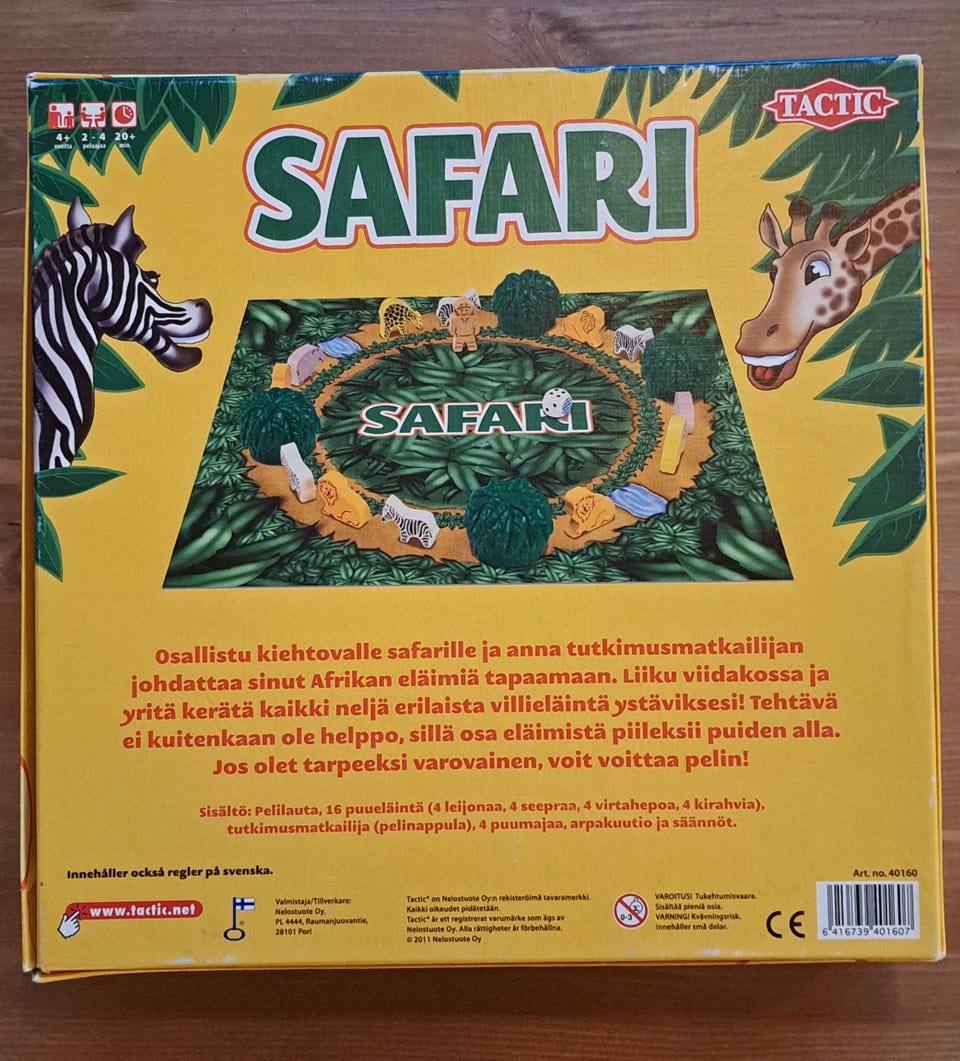 TACTIC
4+ 2 - 4 20+
vuotta pelaajaa min.
SAFARI
SAFARI
Osallistu kiehtovalle safarille ja anna tutkimusmatkailijan
johdattaa sinut Afrikan eläimiä tapaamaan. Liiku viidakossa ja
yritä kerätä kaikki neljä erilaista villieläintä ystäviksesi! Tehtävä
ei kuitenkaan ole helppo, sillä osa eläimistä piileksii puiden alla.
Jos olet tarpeeksi varovainen, voit voittaa pelin!
Sisältö: Pelilauta, 16 puueläintä (4 leijonaa, 4 seepraa, 4 virtahepoa, 4 kirahvia),
tutkimusmatkailija (pelinappula), 4 puumajaa, arpakuutio ja säännöt.
Innehåller också regler på svenska.
www.tactic.net
Valmistaja/Tillverkare:
Nelostuote Oy,
PL 4444, Raumanjuovantie,
28101 Pori
Tactic® on Nelostuote Oy:n rekisteröimä tavaramerkki.
Kaikki oikeudet pidätetään.
Tactic® är ett registrerat varumärke som ägs av
Nelostuote Oy. Alla rättigheter är förbehållna.
© 2011 Nelostuote Oy
0-3
VAROITUS! Tukehtumisvaara.
Sisältää pieniä osia.
VARNING! Kvävningsrisk.
Innehåller små delar.
CE
Art. no. 40160
6 416739 401607